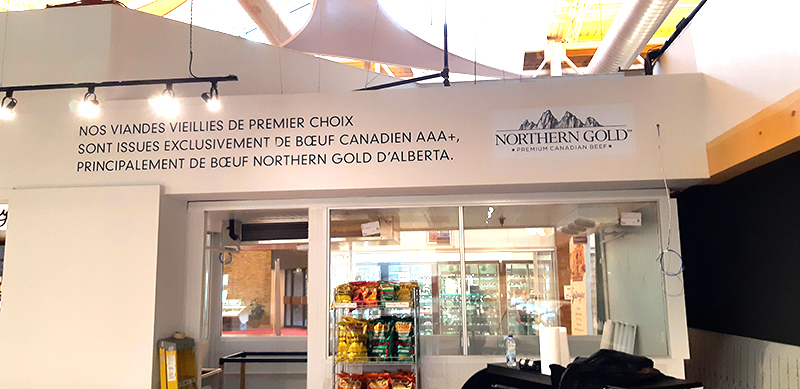 NOS VIANDES VIEILLIES DE PREMIER CHOIX
SONT ISSUES EXCLUSIVEMENT DE BŒUF CANADIEN AAA+,
PRINCIPALEMENT DE BŒUF NORTHERN GOLD D'ALBERTA.
NORTHERN GOLD™
• PREMIUM CANADIAN BEEF •